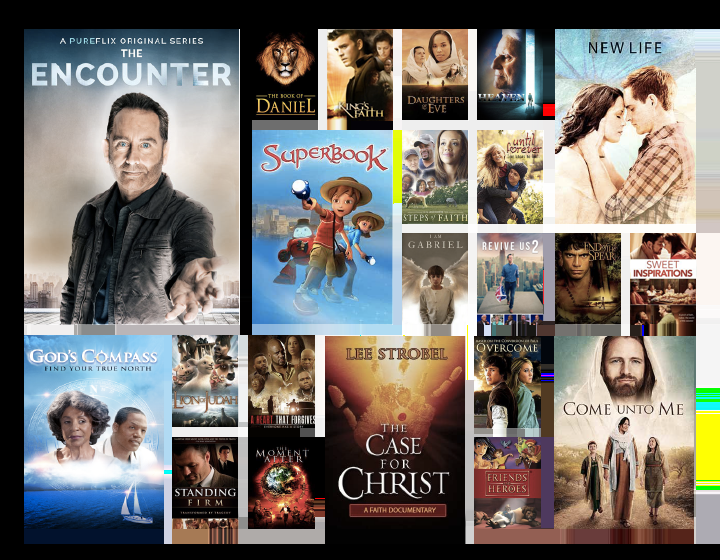 A PUREFLIX ORIGINAL SERIES
THE
ENCOUNTER
THE BOOK OF
DANIEL
KING'S
FAITH
DAUGHTERS
of EVE
HEAVEN
NEW LIFE
SUPERBOOK
STEPS of FAITH
until
forever
I AM
GABRIEL
REVIVE US 2
END OF THE
SPEAR
SWEET
INSPIRATIONS
GOD'S COMPASS
FIND YOUR TRUE NORTH
LION of JUDAH
A HEART THAT FORGIVES
LEE STROBEL
THE
CASE
FOR
CHRIST
A FAITH DOCUMENTARY
OVERCOME
COME UNTO ME
STANDING
FIRM
TRANSFORMED BY TRAGEDY
THE
MOMENT
AFTER
FRIENDS
HEROES